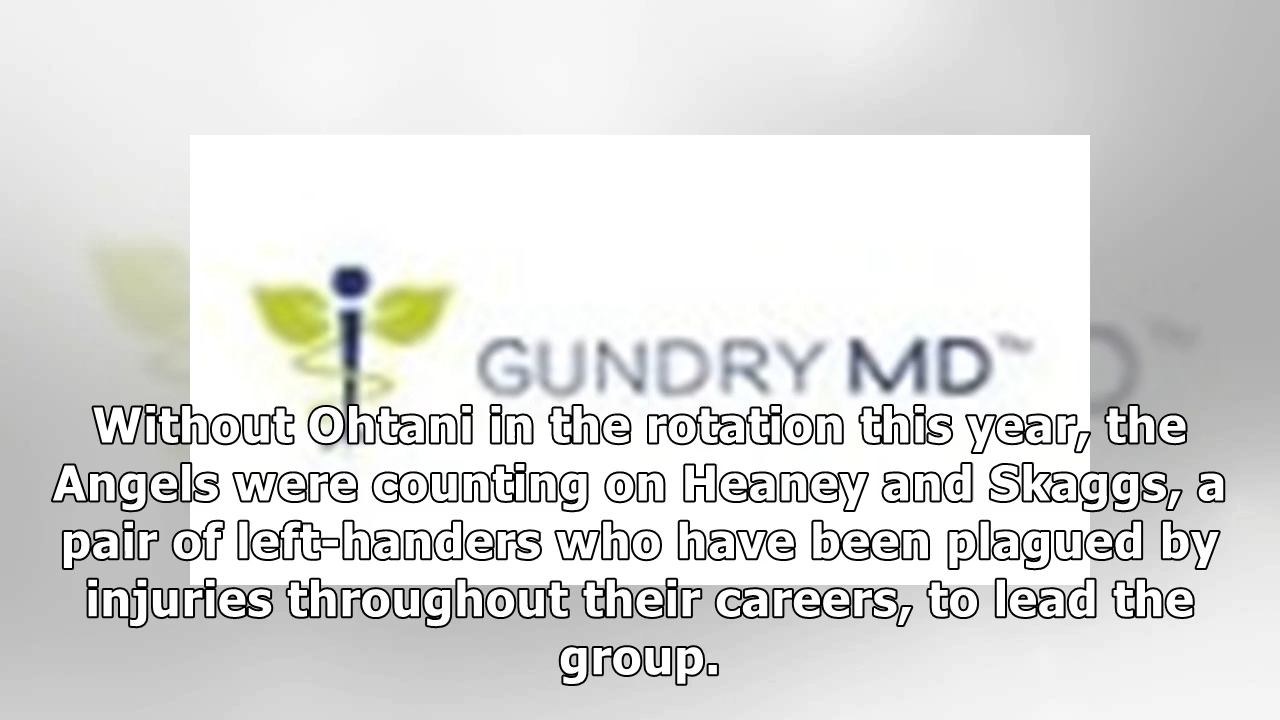 GUNDRY MD™
Without Ohtani in the rotation this year, the
Angels were counting on Heaney and Skaggs, a
pair of left-handers who have been plagued by
injuries throughout their careers, to lead the
group.